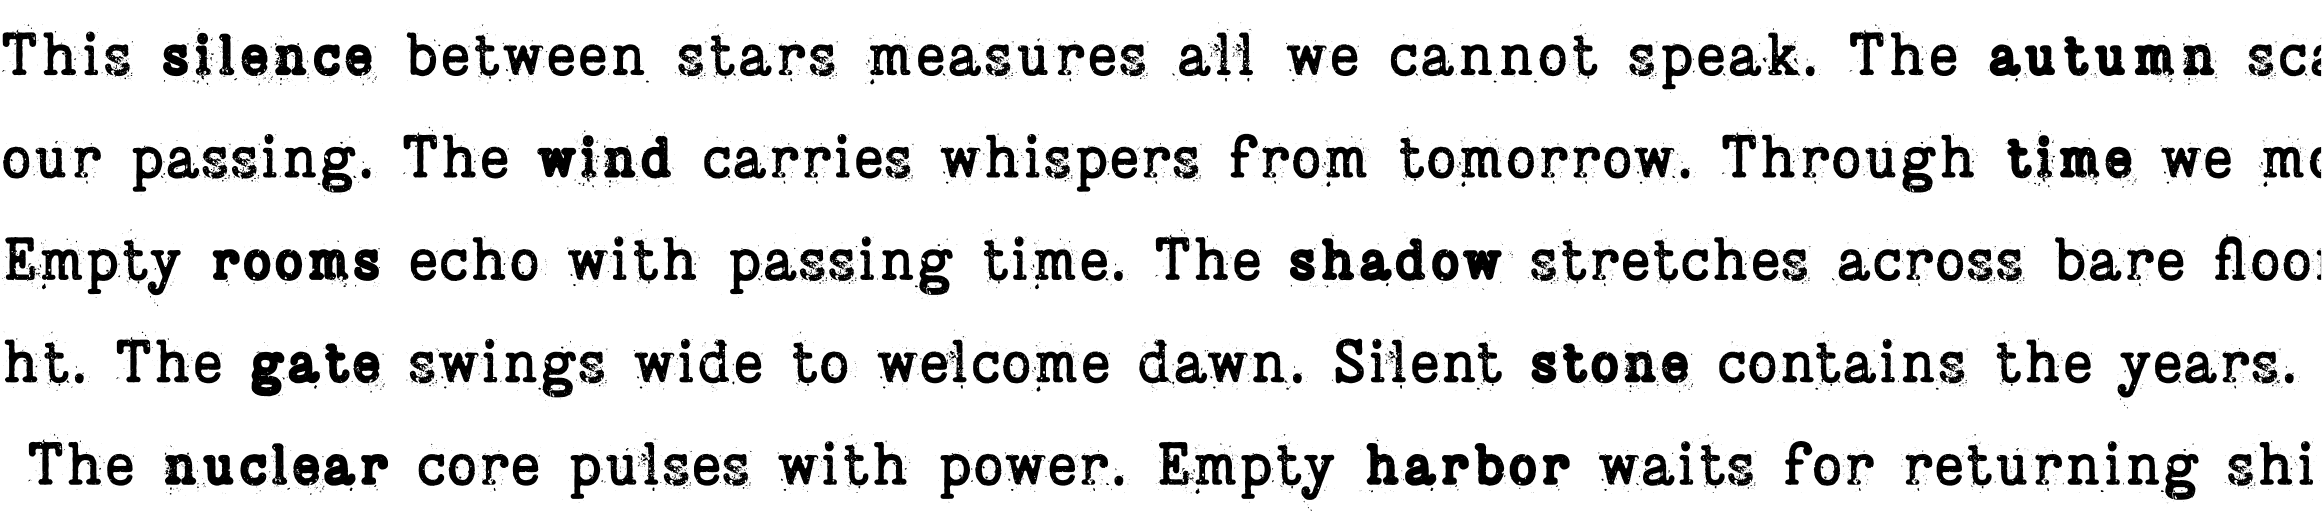 This silence between stars measures all we cannot speak. The autumn sca
our passing. The wind carries whispers from tomorrow. Through time we mo
Empty rooms echo with passing time. The shadow stretches across bare floor
ht. The gate swings wide to welcome dawn. Silent stone contains the years.
The nuclear core pulses with power. Empty harbor waits for returning shi